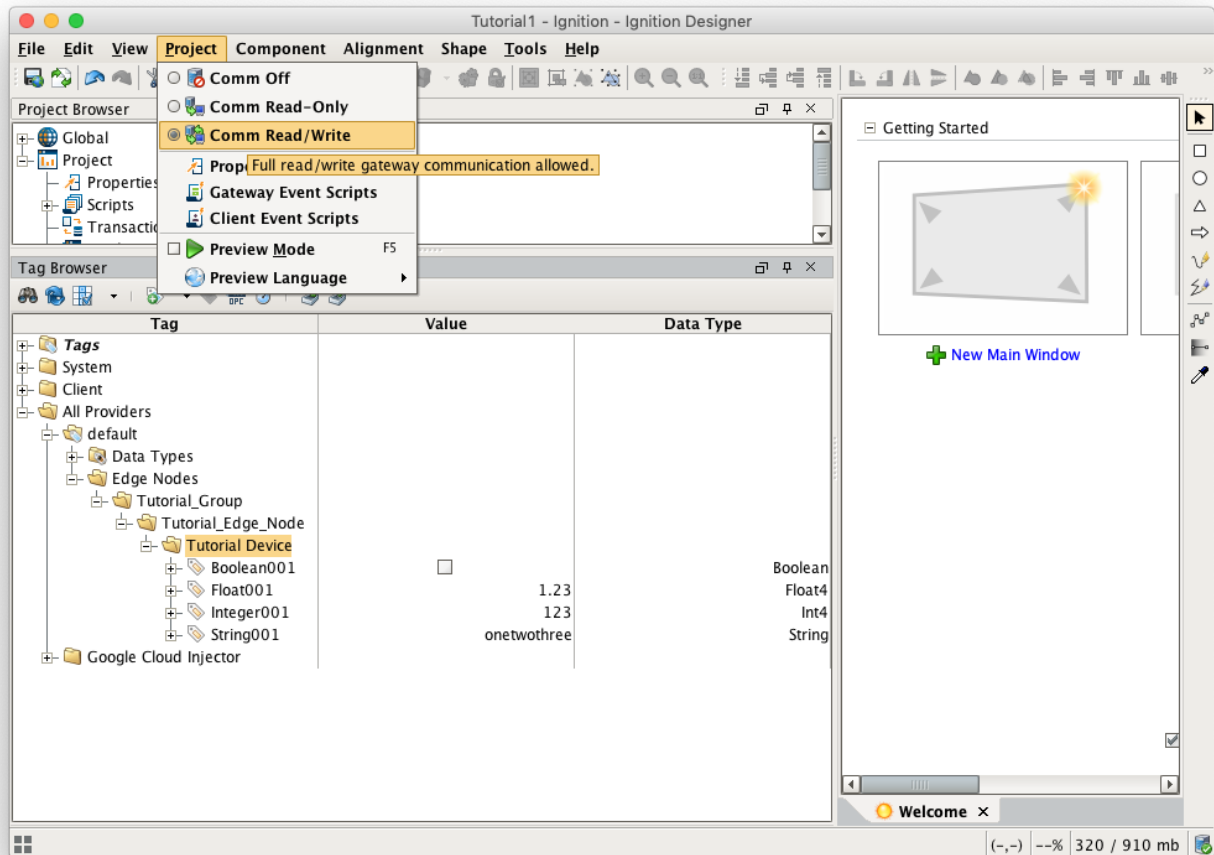 Tutorial1 - Ignition - Ignition Designer
File Edit View Project Component Alignment Shape Tools Help
Comm Off
Comm Read-Only
Comm Read/Write
Full read/write gateway communication allowed.
Gateway Event Scripts
Client Event Scripts
Preview Mode F5
Preview Language
Project Browser
Global
Project
Properties
Scripts
Tag Browser
OPC
Tag Value Data Type
Tags
System
Client
All Providers
default
Data Types
Edge Nodes
Tutorial_Group
Tutorial_Edge_Node
Tutorial Device
Boolean001 Boolean
Float001 1.23 Float4
Integer001 123 Int4
String001 onetwothree String
Google Cloud Injector
Getting Started
New Main Window
Welcome
(-,-) --% 320 / 910 mb